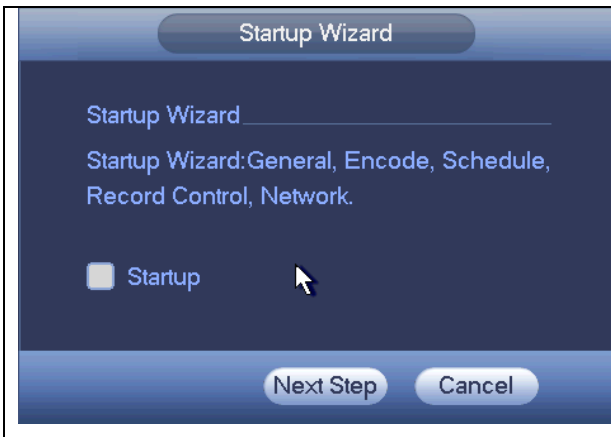 Startup Wizard
Startup Wizard
Startup Wizard:General, Encode, Schedule,
Record Control, Network.
Startup
Next Step Cancel